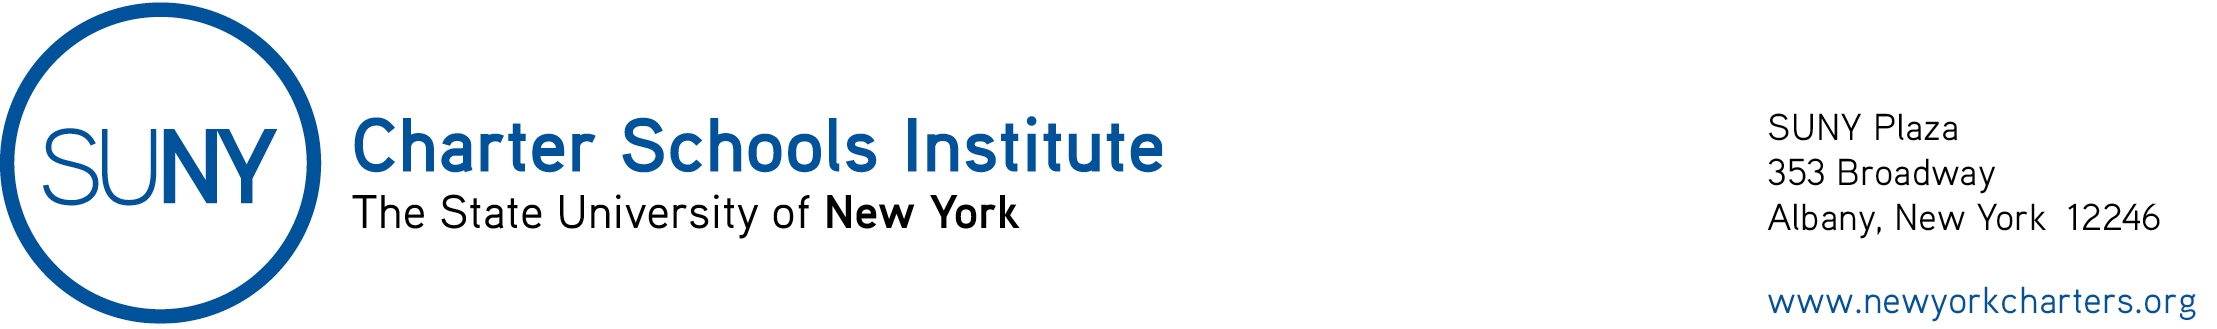 SUNY
Charter Schools Institute
The State University of New York
SUNY Plaza
353 Broadway
Albany, New York  12246
www.newyorkcharters.org